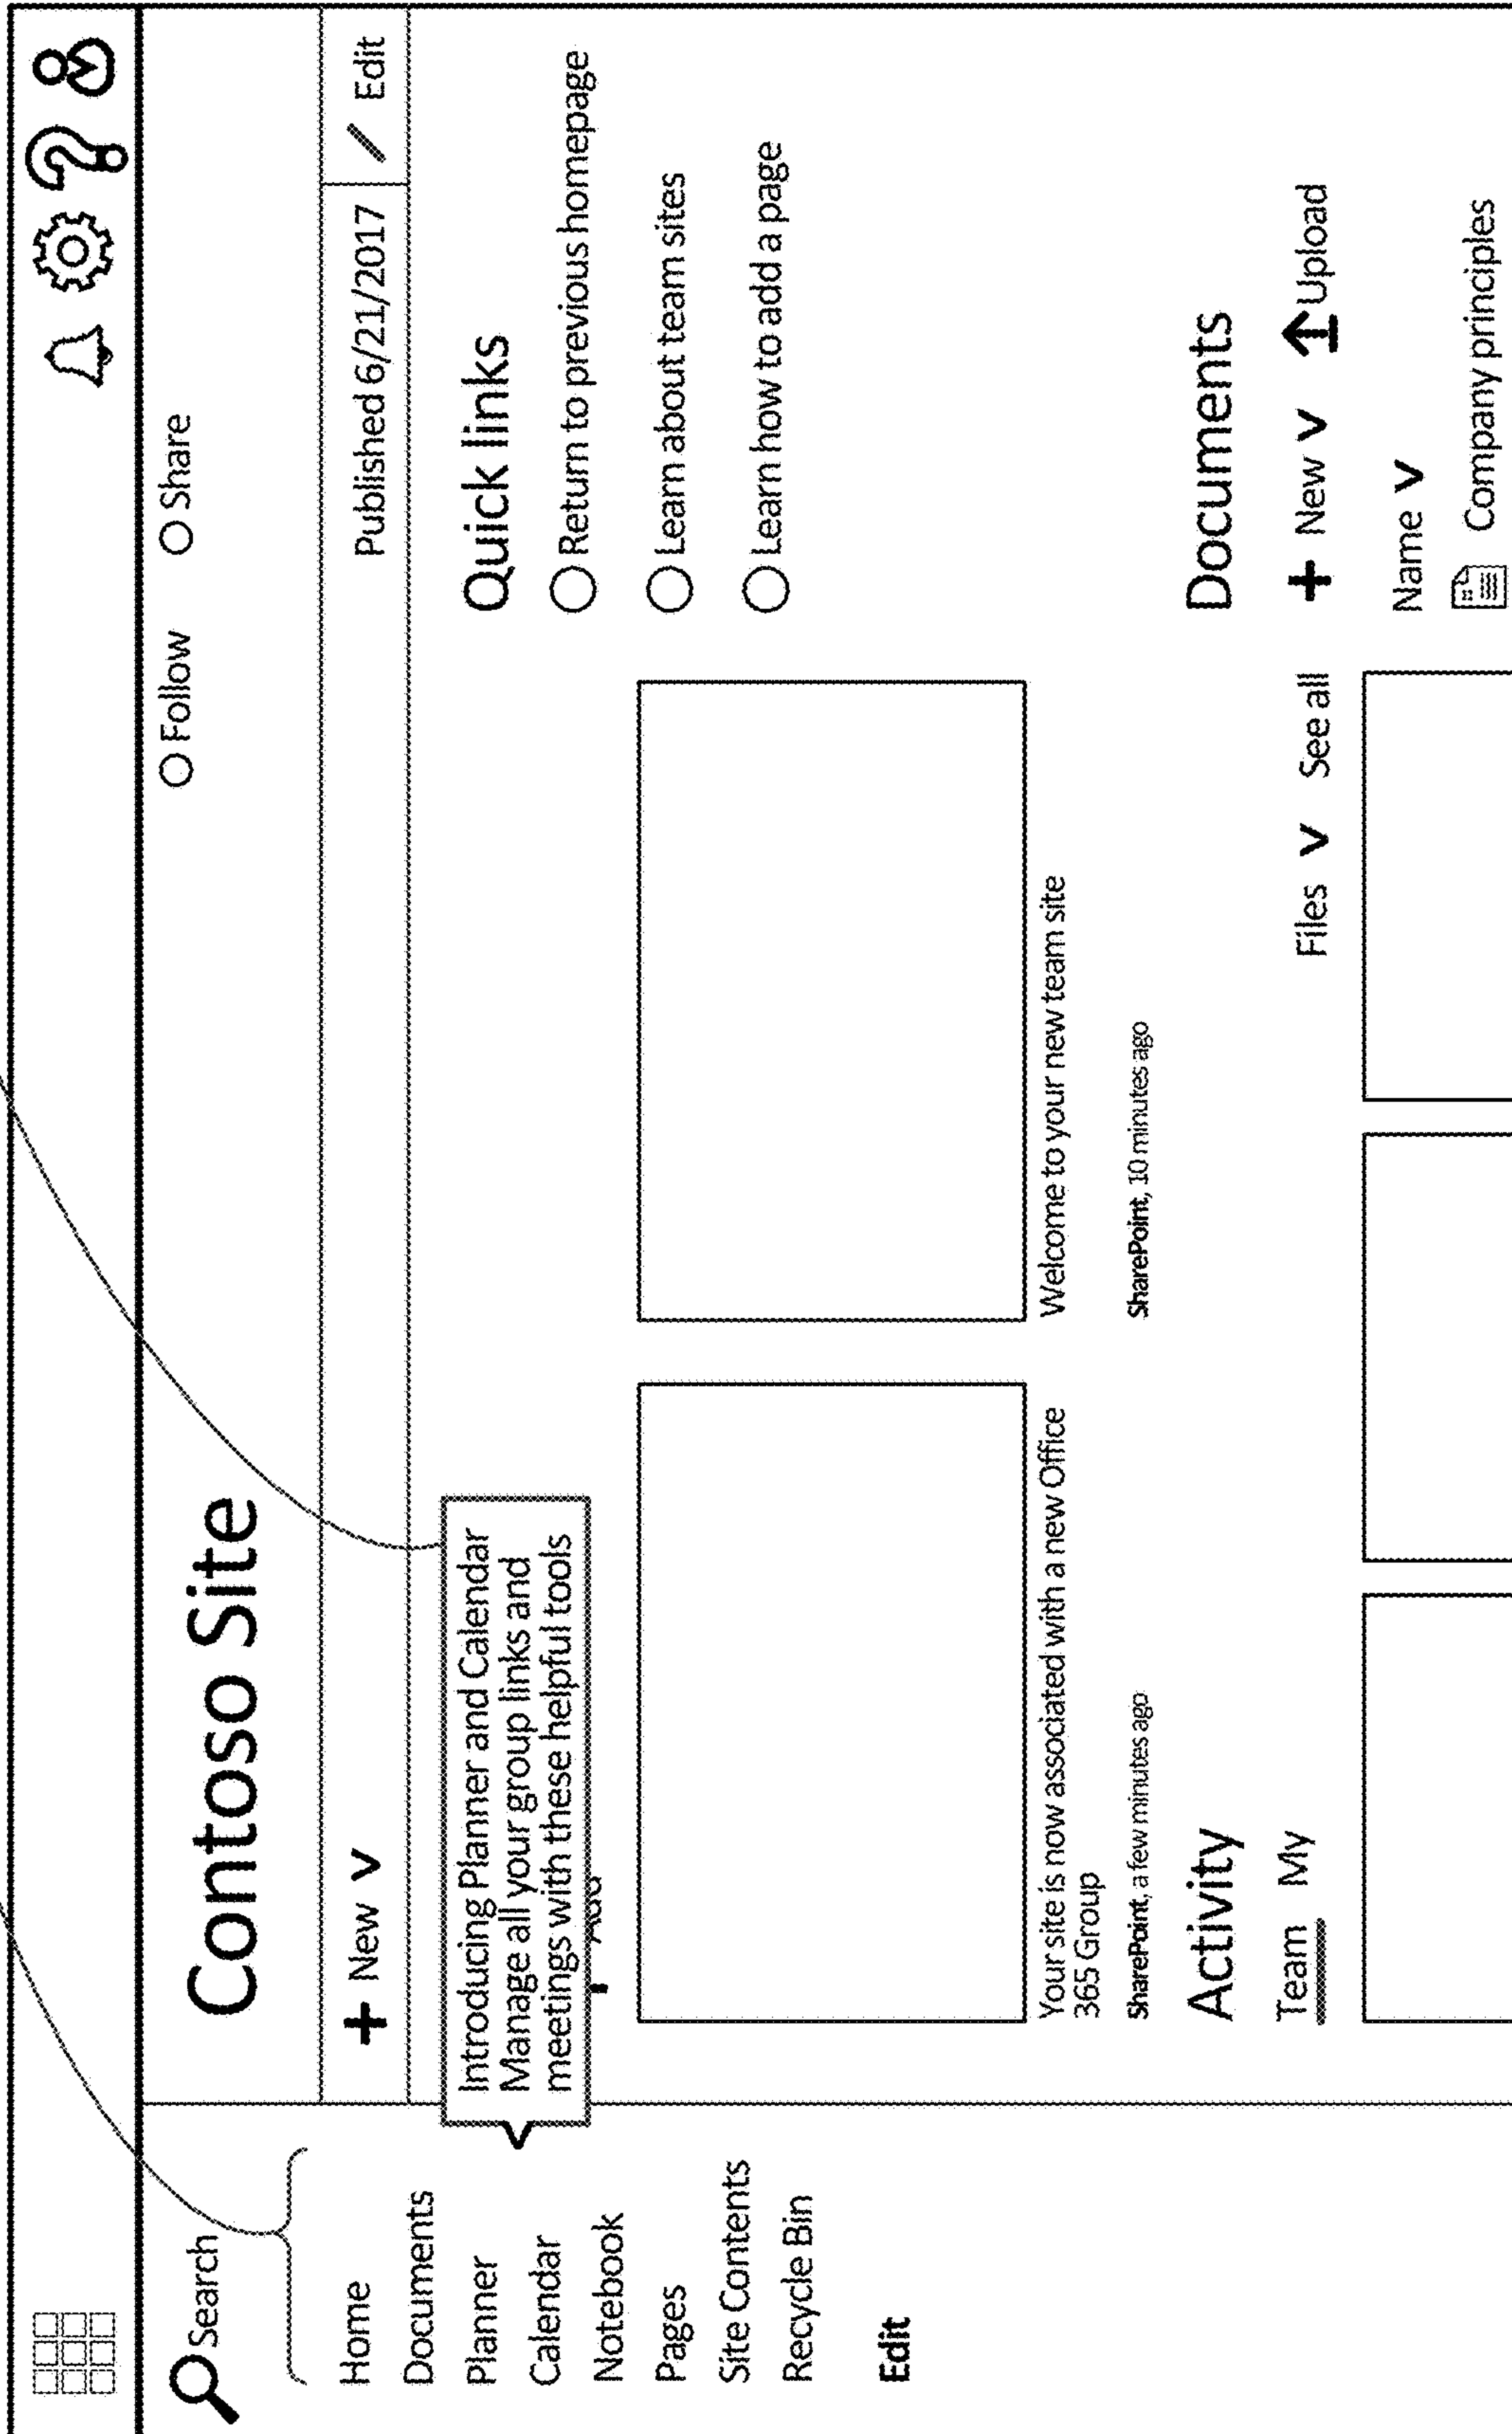 Search
Home
Documents
Planner
Calendar
Notebook
Pages
Site Contents
Recycle Bin
Edit
Contoso Site
Follow
Share
+ New
Published 6/21/2017
Edit
Introducing Planner and Calendar
Manage all your group links and
meetings with these helpful tools
Quick links
Return to previous homepage
Learn about team sites
Learn how to add a page
Your site is now associated with a new Office
365 Group
SharePoint, a few minutes ago
Welcome to your new team site
SharePoint, 10 minutes ago
Activity
Team My
Files See all
Documents
+ New Upload
Name
Company principles